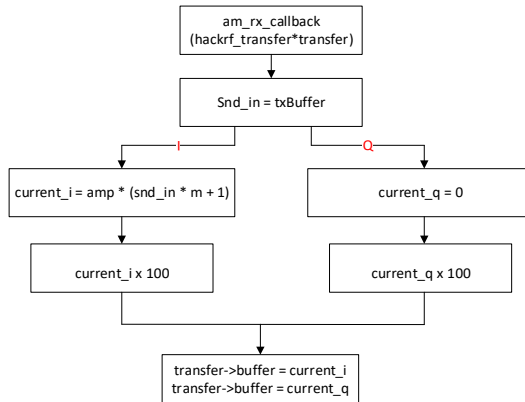 am_rx_callback
(hackrf_transfer*transfer)
Snd_in = txBuffer
I
Q
current_i = amp * (snd_in * m + 1)
current_q = 0
current_i x 100
current_q x 100
transfer->buffer = current_i
transfer->buffer = current_q